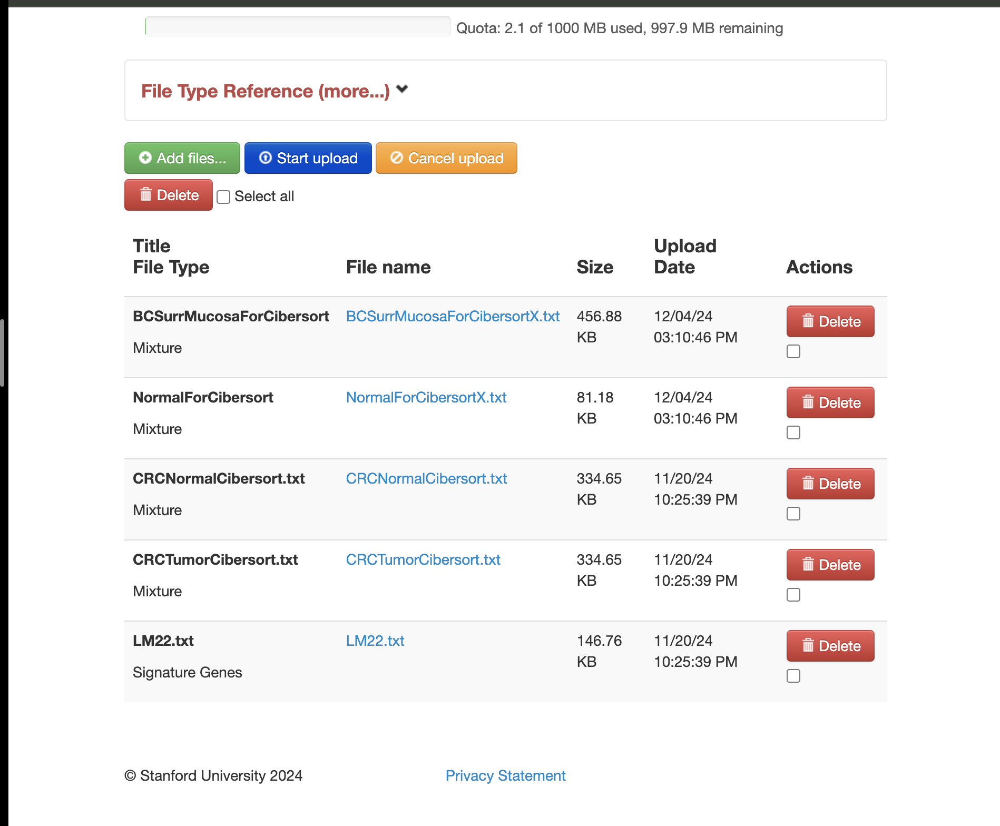 Quota: 2.1 of 1000 MB used, 997.9 MB remaining
File Type Reference (more...)
Add files...
Start upload
Cancel upload
Delete
Select all
Title
File Type
File name
Size
Upload
Date
Actions
BCSurrMucosaForCibersort
Mixture
BCSurrMucosaForCibersortX.txt
456.88
KB
12/04/24
03:10:46 PM
Delete
NormalForCibersort
Mixture
NormalForCibersortX.txt
81.18
KB
12/04/24
03:10:46 PM
Delete
CRCNormalCibersort.txt
Mixture
CRCNormalCibersort.txt
334.65
KB
11/20/24
10:25:39 PM
Delete
CRCTumorCibersort.txt
Mixture
CRCTumorCibersort.txt
334.65
KB
11/20/24
10:25:39 PM
Delete
LM22.txt
Signature Genes
LM22.txt
146.76
KB
11/20/24
10:25:39 PM
Delete
© Stanford University 2024
Privacy Statement